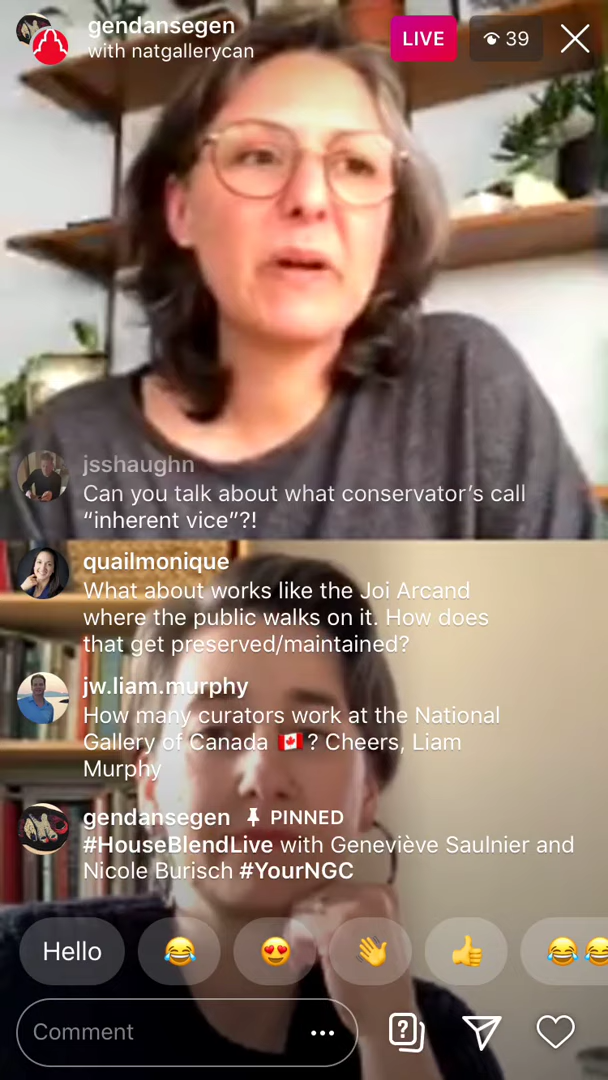 gendansegen
with natgallerycan
LIVE
39
jsshaughn
Can you talk about what conservator's call
“inherent vice”?!
quailmonique
What about works like the Joi Arcand
where the public walks on it. How does
that get preserved/maintained?
jw.liam.murphy
How many curators work at the National
Gallery of Canada 🇨🇦? Cheers, Liam
Murphy
gendansegen PINNED
#HouseBlendLive with Geneviève Saulnier and
Nicole Burisch #YourNGC
Hello 😂 😍 👋 👍 😂😂
Comment ...